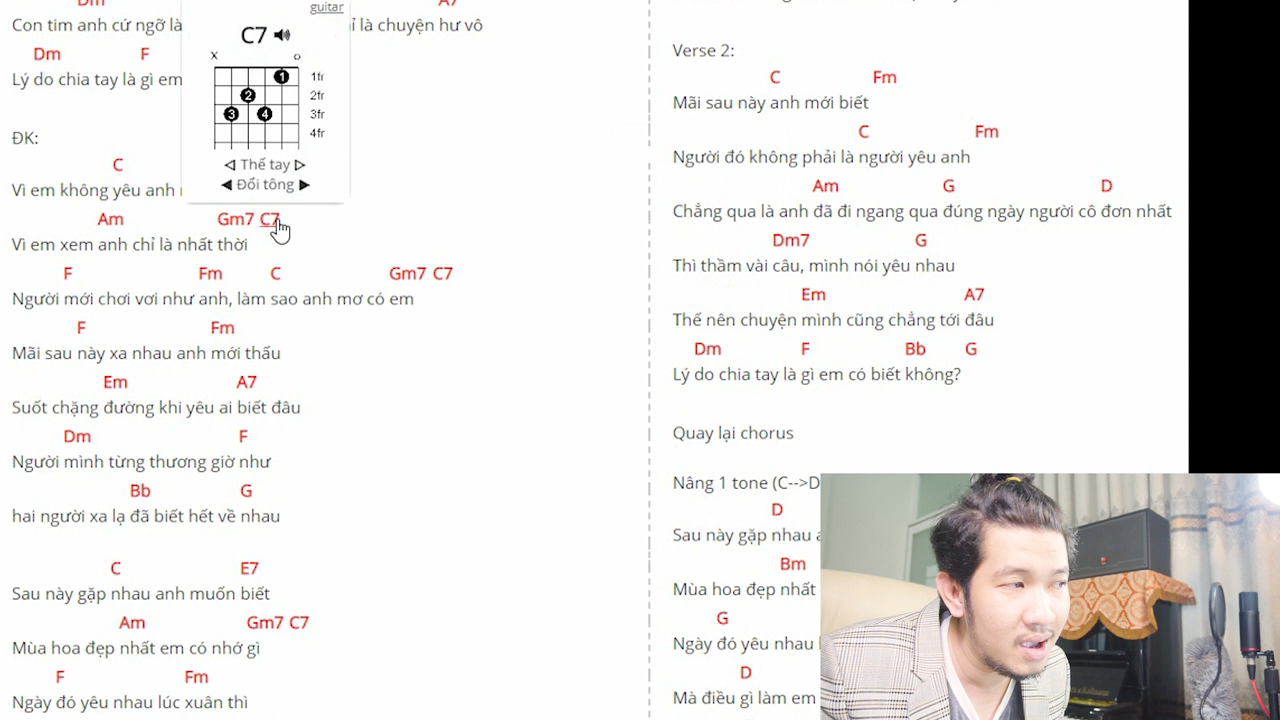 Dm A7
Con tim anh cứ ngỡ là
là chuyện hư vô
Dm F
Lý do chia tay là gì em
guitar
C7
x o
1 1fr
2 2fr
3 4 3fr
4fr
Thế tay
Đổi tông
ĐK:
C
Vì em không yêu anh
Am Gm7 C7
Vì em xem anh chỉ là nhất thời
F Fm C Gm7 C7
Người mới chơi vơi như anh, làm sao anh mơ có em
F Fm
Mãi sau này xa nhau anh mới thấu
Em A7
Suốt chặng đường khi yêu ai biết đâu
Dm F
Người mình từng thương giờ như
Bb G
hai người xa lạ đã biết hết về nhau
C E7
Sau này gặp nhau anh muốn biết
Am Gm7 C7
Mùa hoa đẹp nhất em có nhớ gì
F Fm
Ngày đó yêu nhau lúc xuân thì
Verse 2:
C Fm
Mãi sau này anh mới biết
C Fm
Người đó không phải là người yêu anh
Am G D
Chẳng qua là anh đã đi ngang qua đúng ngày người cô đơn nhất
Dm7 G
Thì thầm vài câu, mình nói yêu nhau
Em A7
Thế nên chuyện mình cũng chẳng tới đâu
Dm F Bb G
Lý do chia tay là gì em có biết không?
Quay lại chorus
Nâng 1 tone (C-->D
D
Sau này gặp nhau
Bm
Mùa hoa đẹp nhất
G
Ngày đó yêu nhau
D
Mà điều gì làm em